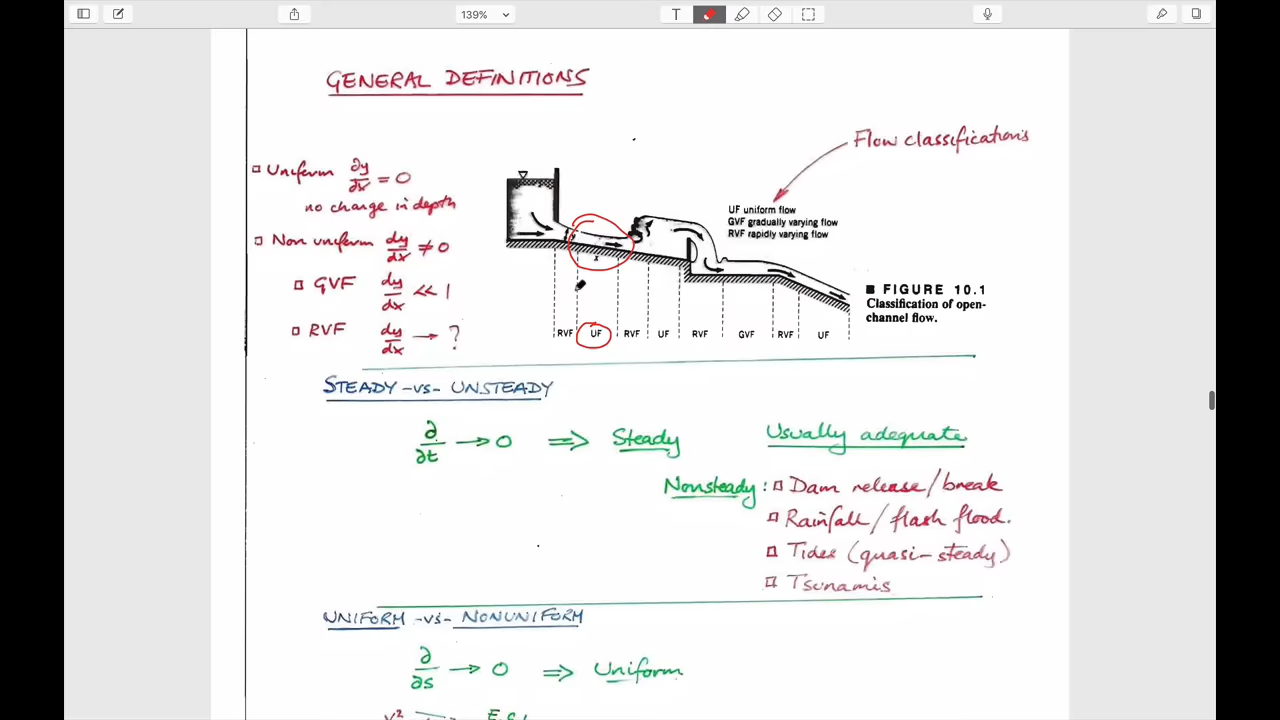 139%
T
GENERAL DEFINITIONS
Flow classifications
Uniform ∂y/∂x = 0
no change in depth
Non uniform dy/dx ≠ 0
GVF dy/dx << 1
RVF dy/dx → ?
UF uniform flow
GVF gradually varying flow
RVF rapidly varying flow
x
FIGURE 10.1
Classification of open-
channel flow.
RVF UF RVF UF RVF GVF RVF UF
STEADY -vs- UNSTEADY
∂/∂t → 0 ⇒ Steady
Usually adequate
Nonsteady: Dam release/break
Rainfall/flash flood.
Tides (quasi-steady)
Tsunamis
UNIFORM -vs- NONUNIFORM
∂/∂s → 0 ⇒ Uniform